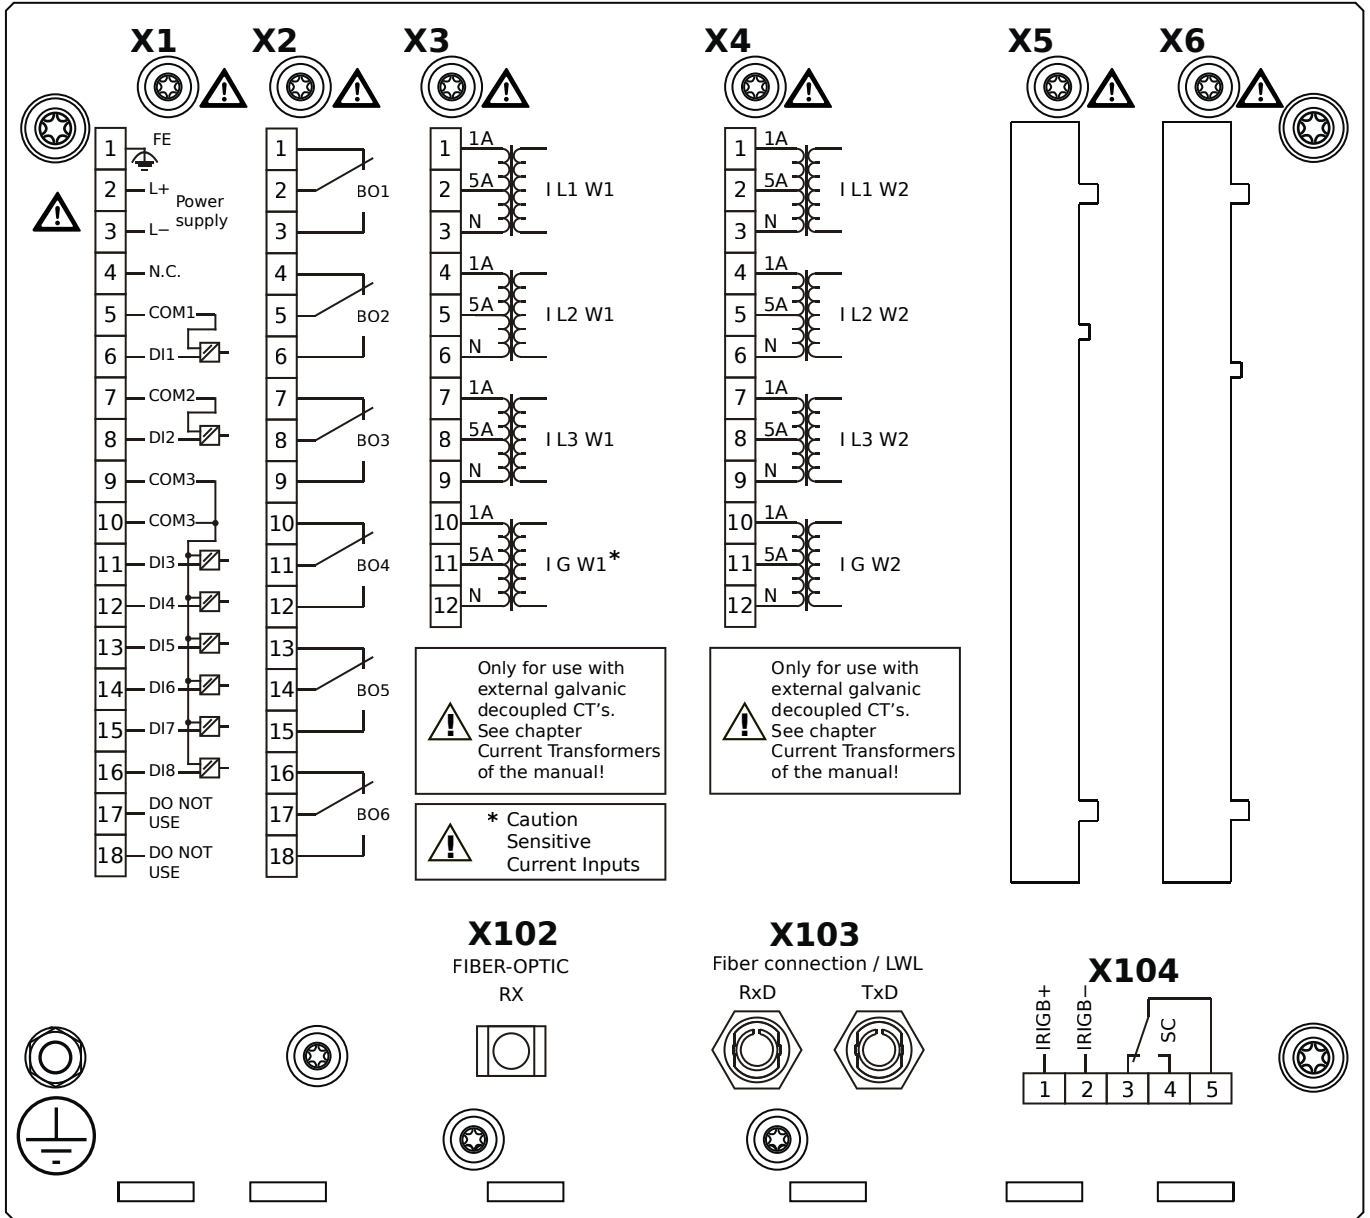 X1
X2
X3
X4
X5
X6
1 FE
2 L+
Power
supply
3 L−
4 N.C.
5 COM1
6 DI1
7 COM2
8 DI2
9 COM3
10 COM3
11 DI3
12 DI4
13 DI5
14 DI6
15 DI7
16 DI8
17 DO NOT
USE
18 DO NOT
USE
1
2 BO1
3
4
5 BO2
6
7
8 BO3
9
10
11 BO4
12
13
14 BO5
15
16
17 BO6
18
1 1A
2 5A I L1 W1
3 N
4 1A
5 5A I L2 W1
6 N
7 1A
8 5A I L3 W1
9 N
10 1A
11 5A I G W1*
12 N
Only for use with
external galvanic
decoupled CT's.
See chapter
Current Transformers
of the manual!
* Caution
Sensitive
Current Inputs
1 1A
2 5A I L1 W2
3 N
4 1A
5 5A I L2 W2
6 N
7 1A
8 5A I L3 W2
9 N
10 1A
11 5A I G W2
12 N
Only for use with
external galvanic
decoupled CT's.
See chapter
Current Transformers
of the manual!
X102
FIBER-OPTIC
RX
X103
Fiber connection / LWL
RxD TxD
X104
IRIGB+
IRIGB−
SC
1 2 3 4 5